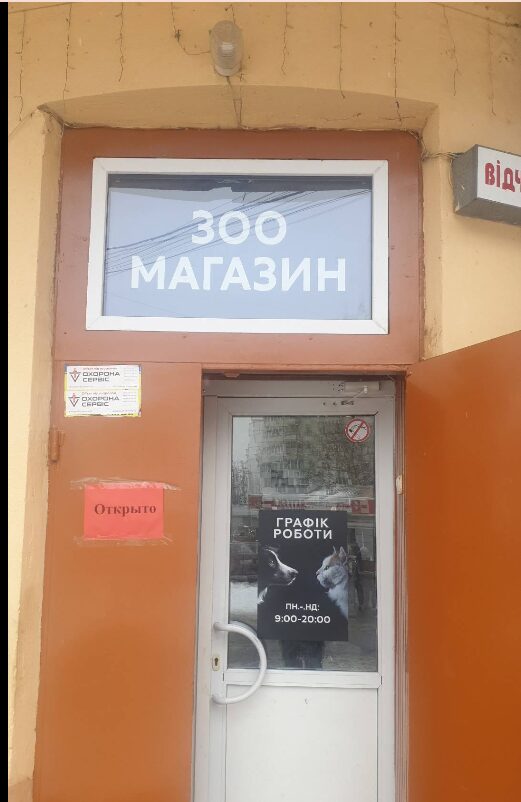 ЗОО
МАГАЗИН
ВІДЧ
ОХОРОНА
СЕРВІС
ОХОРОНА
СЕРВІС
Открыто
ГРАФІК
РОБОТИ
ПН.-.НД:
9:00-20:00